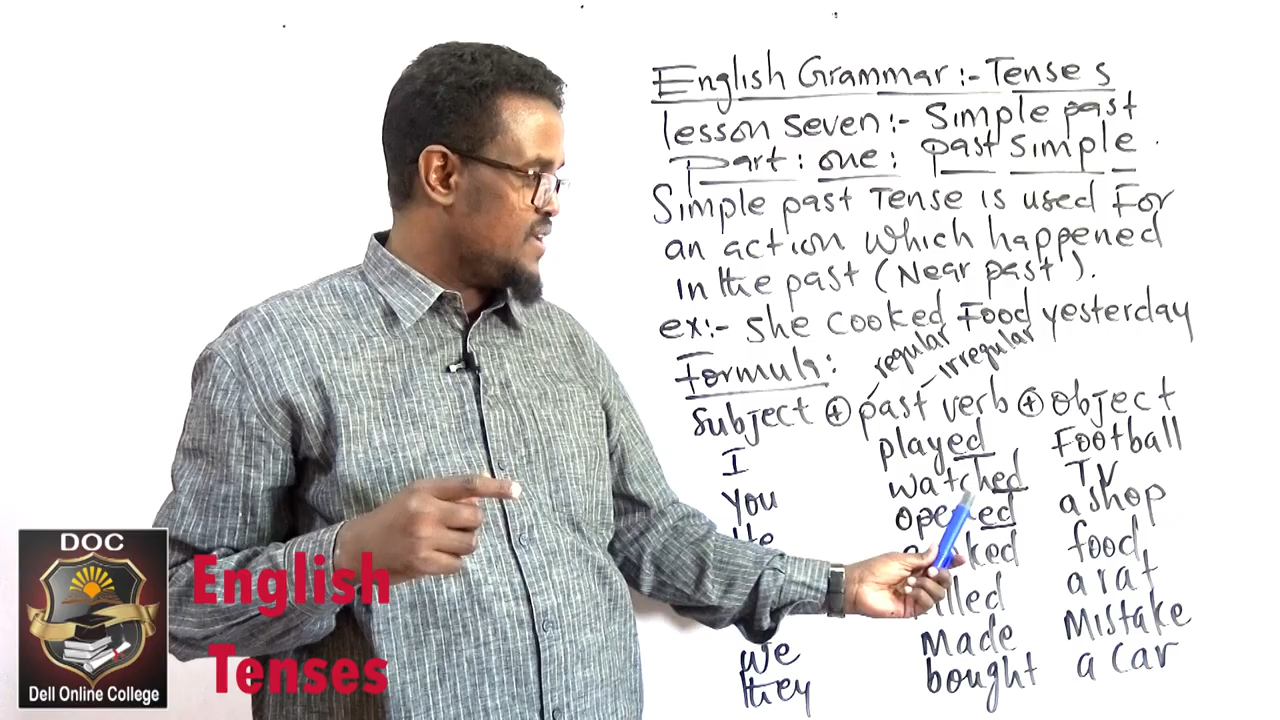 English Grammar :- Tenses
lesson seven :- Simple past
Part : one : past simple .
Simple past Tense is used For
an action which happened
in the past (Near past).
ex:- She cooked Food yesterday
Formula: regular irregular
Subject + past verb + object
I played Football
you watched TV
opened a shop
food
a rat
we Made Mistake
they bought a car
DOC
Dell Online College
English
Tenses